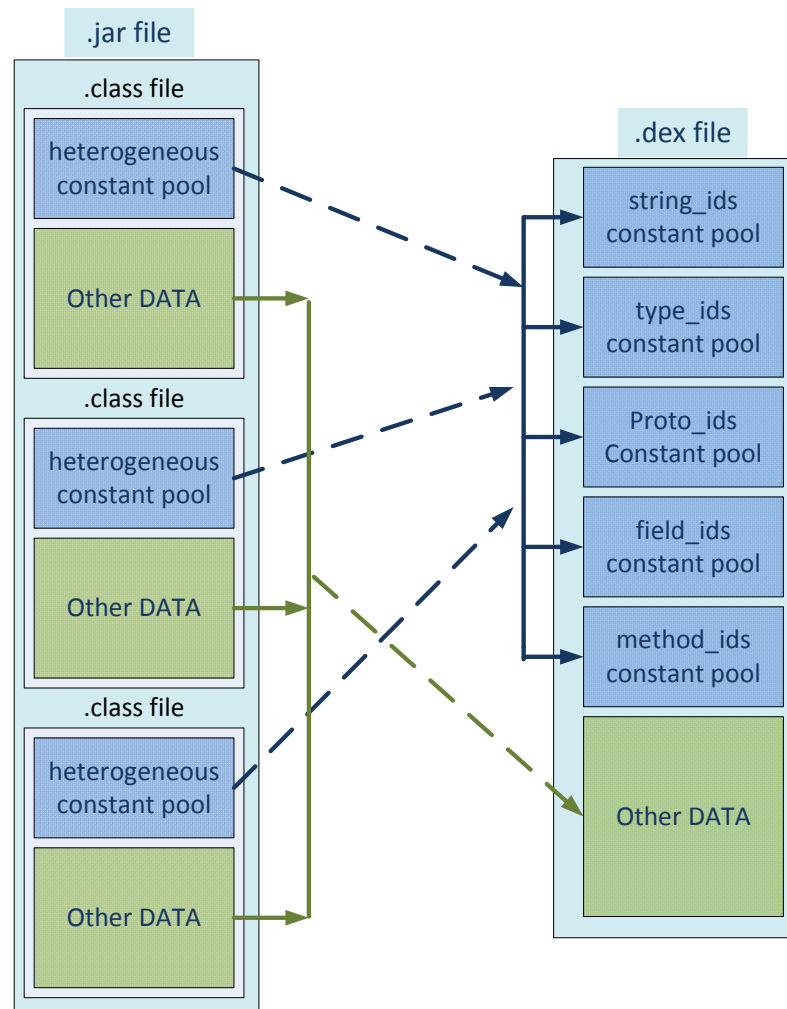 .jar file
.class file
heterogeneous
constant pool
Other DATA
.class file
heterogeneous
constant pool
Other DATA
.class file
heterogeneous
constant pool
Other DATA
.dex file
string_ids
constant pool
type_ids
constant pool
Proto_ids
Constant pool
field_ids
constant pool
method_ids
constant pool
Other DATA